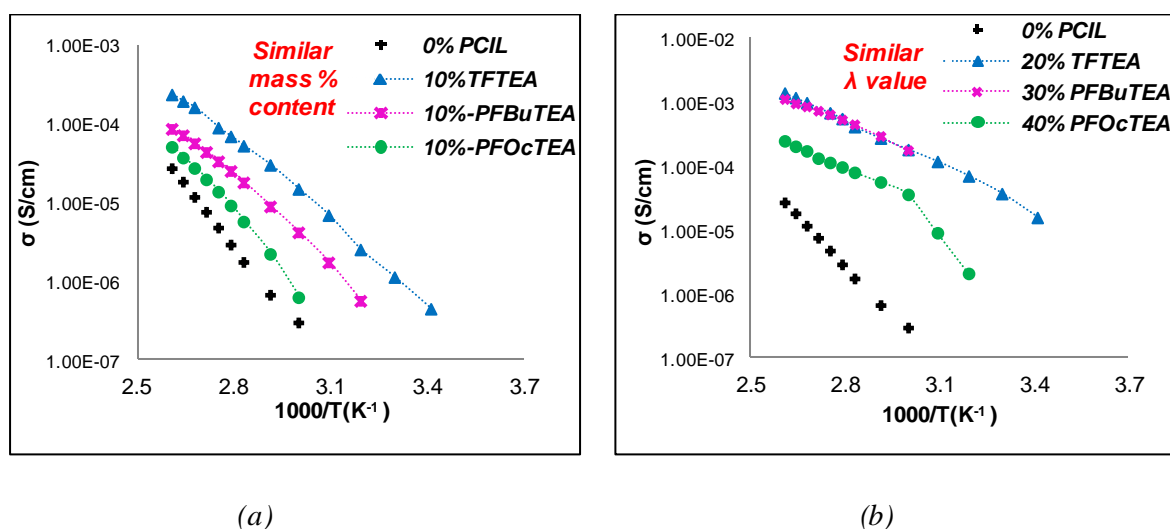 1.00E-03
1.00E-04
1.00E-05
1.00E-06
1.00E-07
σ (S/cm)
Similar
mass %
content
0% PCIL
10%TFTEA
10%-PFBuTEA
10%-PFOcTEA
2.5 2.8 3.1 3.4 3.7
1000/T(K⁻¹)
(a)
1.00E-02
1.00E-03
1.00E-04
1.00E-05
1.00E-06
1.00E-07
σ (S/cm)
Similar
λ value
0% PCIL
20% TFTEA
30% PFBuTEA
40% PFOcTEA
2.5 2.8 3.1 3.4 3.7
1000/T(K⁻¹)
(b)